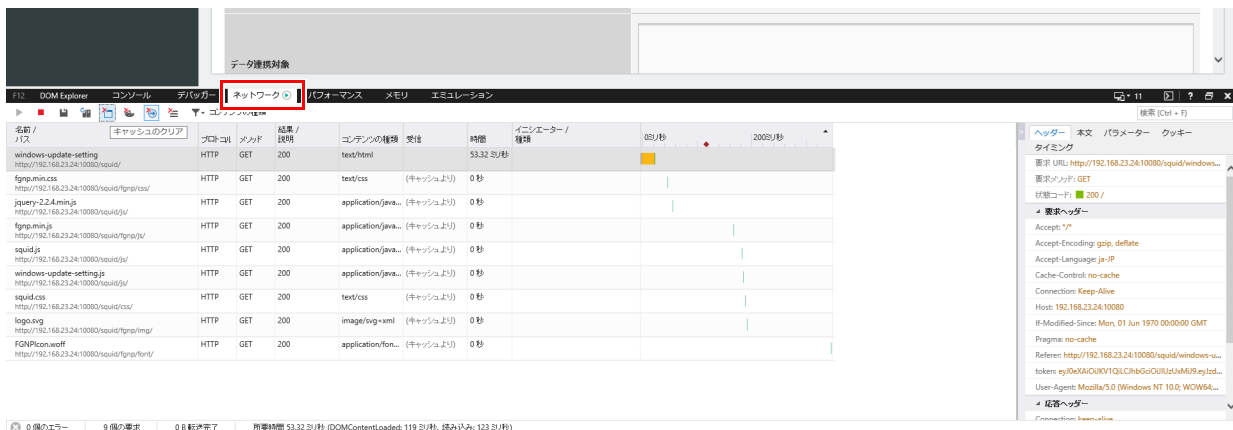 データ連携対象
F12 DOM Explorer コンソール デバッガー ネットワーク パフォーマンス メモリ エミュレーション 11 ?
コンテンツの種類 検索 (Ctrl + F)
キャッシュのクリア
名前 / パス プロトコル メソッド 結果 / 説明 コンテンツの種類 受信 時間 イニシエーター / 種類 0ミリ秒 200ミリ秒
windows-update-setting HTTP GET 200 text/html 53.32 ミリ秒
http://192.168.23.24:10080/squid/
fgnp.min.css HTTP GET 200 text/css (キャッシュより) 0 秒
http://192.168.23.24:10080/squid/fgnp/css/
jquery-2.2.4.min.js HTTP GET 200 application/java... (キャッシュより) 0 秒
http://192.168.23.24:10080/squid/js/
fgnp.min.js HTTP GET 200 application/java... (キャッシュより) 0 秒
http://192.168.23.24:10080/squid/fgnp/js/
squid.js HTTP GET 200 application/java... (キャッシュより) 0 秒
http://192.168.23.24:10080/squid/js/
windows-update-setting.js HTTP GET 200 application/java... (キャッシュより) 0 秒
http://192.168.23.24:10080/squid/js/
squid.css HTTP GET 200 text/css (キャッシュより) 0 秒
http://192.168.23.24:10080/squid/css/
logo.svg HTTP GET 200 image/svg+xml (キャッシュより) 0 秒
http://192.168.23.24:10080/squid/fgnp/img/
FGNPIcon.woff HTTP GET 200 application/fon... (キャッシュより) 0 秒
http://192.168.23.24:10080/squid/fgnp/font/
ヘッダー 本文 パラメーター クッキー
タイミング
要求 URL: http://192.168.23.24:10080/squid/windows...
要求メソッド: GET
状態コード: 200 /
要求ヘッダー
Accept: */*
Accept-Encoding: gzip, deflate
Accept-Language: ja-JP
Cache-Control: no-cache
Connection: Keep-Alive
Host: 192.168.23.24:10080
If-Modified-Since: Mon, 01 Jun 1970 00:00:00 GMT
Pragma: no-cache
Referer: http://192.168.23.24:10080/squid/windows-u...
token: eyJ0eXAiOiJKV1QiLCJhbGciOiJIUzUxMiJ9.eyJzd...
User-Agent: Mozilla/5.0 (Windows NT 10.0; WOW64;...
応答ヘッダー
Connection: keep-alive
0 個のエラー 9 個の要求 0 B 転送完了 所要時間 53.32 ミリ秒 (DOMContentLoaded: 119 ミリ秒, 読み込み: 123 ミリ秒)